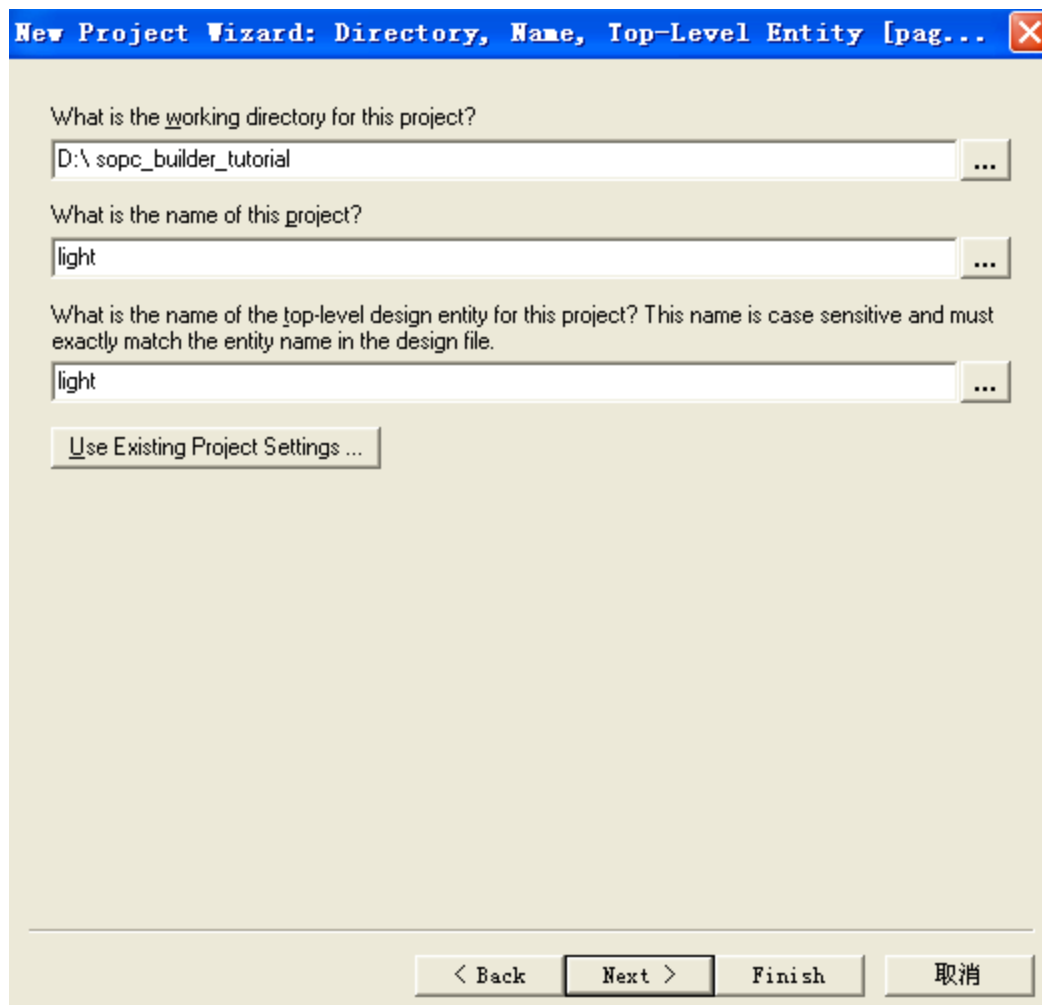 New Project Wizard: Directory, Name, Top-Level Entity [pag...
What is the working directory for this project?
D:\ sopc_builder_tutorial
...
What is the name of this project?
light
...
What is the name of the top-level design entity for this project? This name is case sensitive and must
exactly match the entity name in the design file.
light
...
Use Existing Project Settings ...
< Back
Next >
Finish
取消